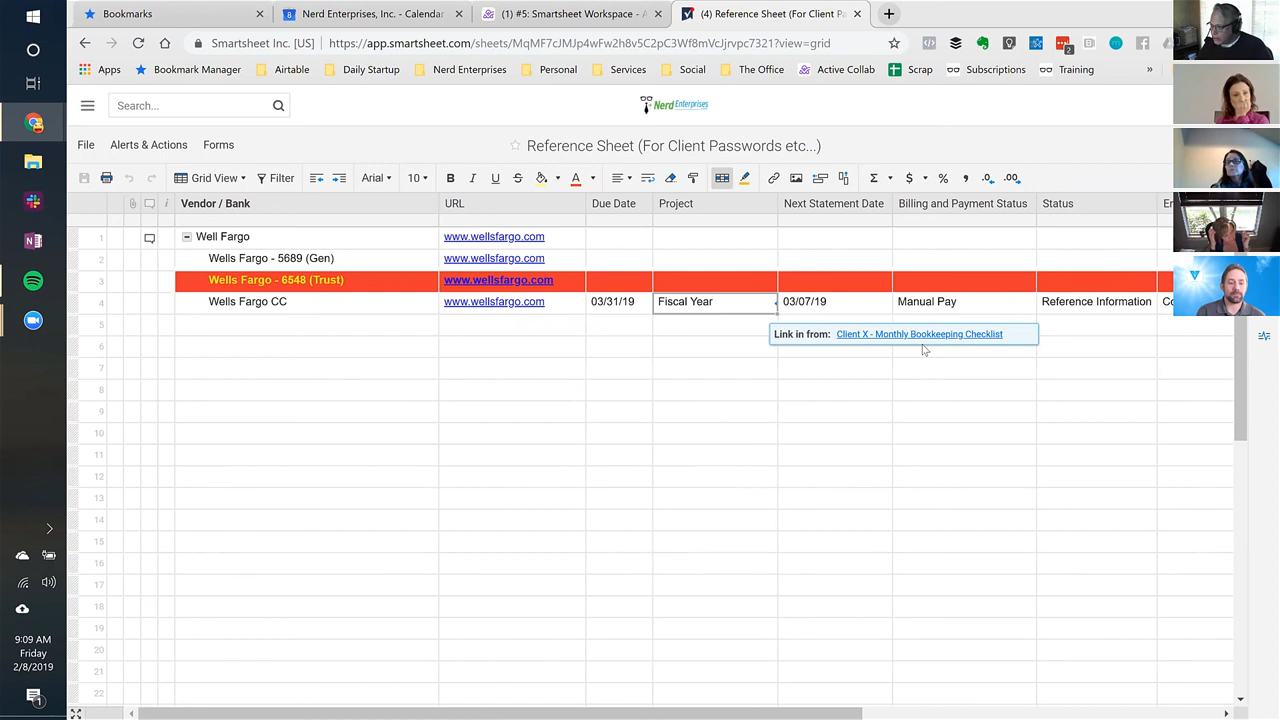 Bookmarks
Nerd Enterprises, Inc. - Calendar
(1) #5: Smartsheet Workspace - A
(4) Reference Sheet (For Client P
Smartsheet Inc. [US]
https://app.smartsheet.com/sheets/MqMF7cJMJp4wFw2h8v5C2pC3Wf8mVcJjrvpc7321?view=grid
Apps
Bookmark Manager
Airtable
Daily Startup
Nerd Enterprises
Personal
Services
Social
The Office
Active Collab
Scrap
Subscriptions
Training
»
Search...
Nerd Enterprises
File
Alerts & Actions
Forms
Reference Sheet (For Client Passwords etc...)
Grid View
Filter
Arial
10
B
I
U
S
A
Σ
$
%
,
.0
.00
Vendor / Bank
URL
Due Date
Project
Next Statement Date
Billing and Payment Status
Status
En
1
Well Fargo
www.wellsfargo.com
2
Wells Fargo - 5689 (Gen)
www.wellsfargo.com
3
Wells Fargo - 6548 (Trust)
www.wellsfargo.com
4
Wells Fargo CC
www.wellsfargo.com
03/31/19
Fiscal Year
03/07/19
Manual Pay
Reference Information
Co
5
Link in from: Client X - Monthly Bookkeeping Checklist
6
7
8
9
10
11
12
13
14
15
16
17
18
19
20
21
22
9:09 AM
Friday
2/8/2019
1